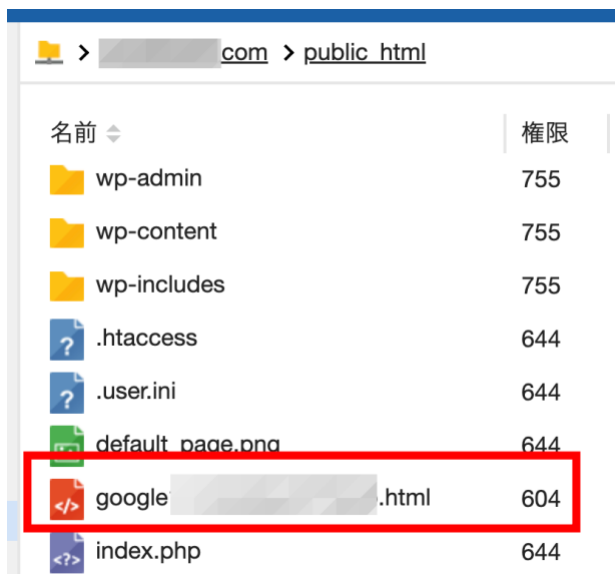 > com > public_html
名前 権限
wp-admin 755
wp-content 755
wp-includes 755
.htaccess 644
.user.ini 644
default_page.png 644
google .html 604
index.php 644